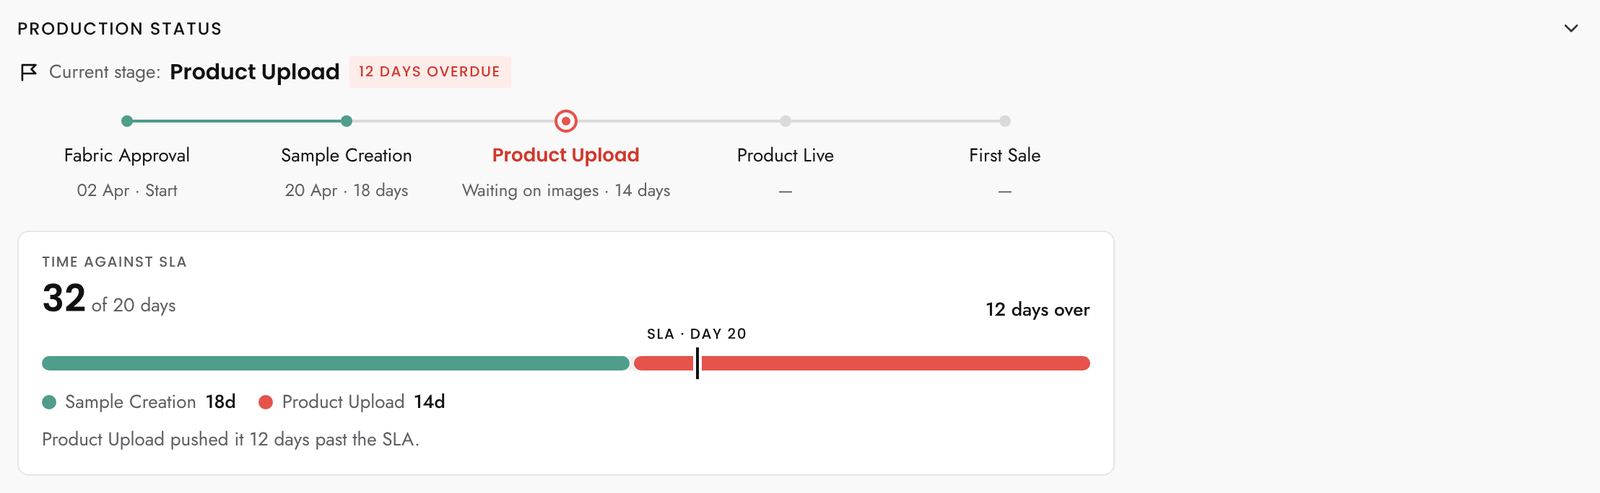 PRODUCTION STATUS
Current stage: Product Upload 12 DAYS OVERDUE
Fabric Approval Sample Creation Product Upload Product Live First Sale
02 Apr · Start 20 Apr · 18 days Waiting on images · 14 days — —
TIME AGAINST SLA
32 of 20 days 12 days over
SLA · DAY 20
Sample Creation 18d Product Upload 14d
Product Upload pushed it 12 days past the SLA.